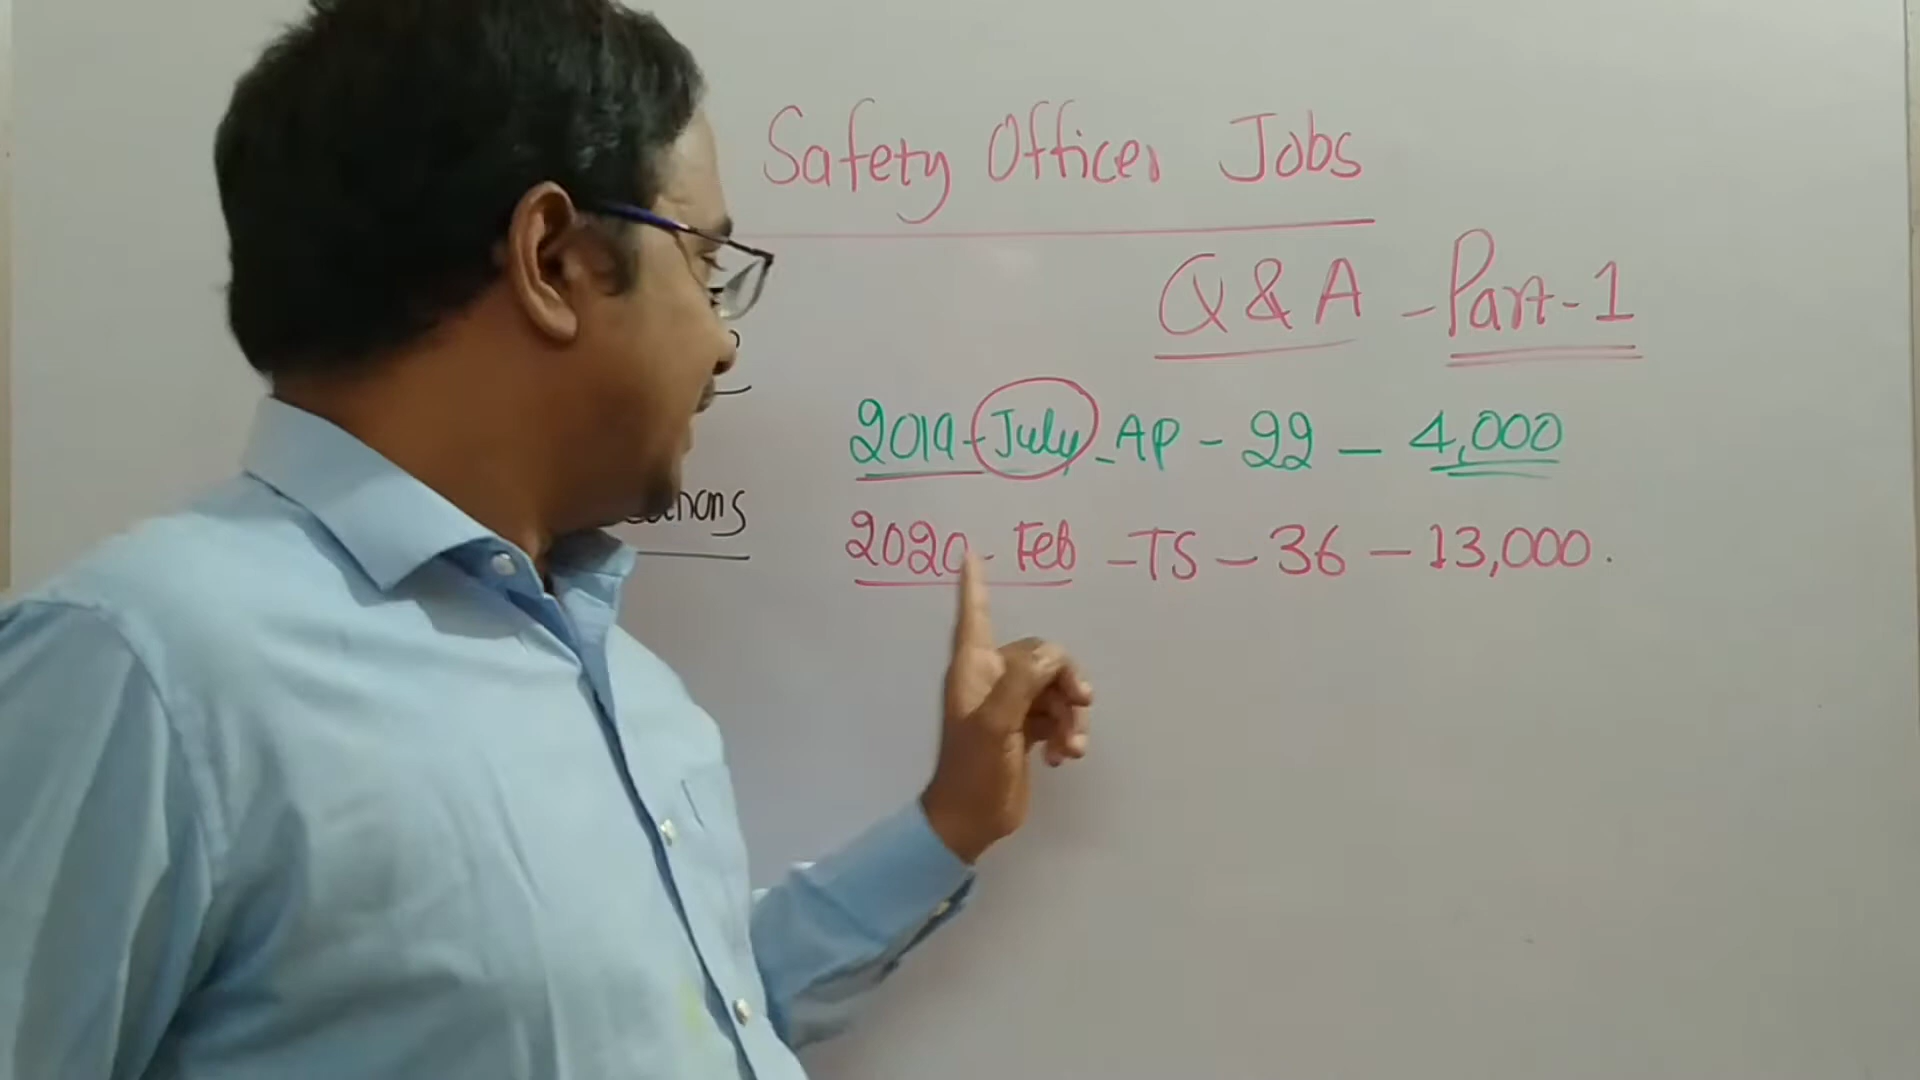 Safety Officer Jobs
Q & A - Part-1
2019-July-AP-22-4,000
2020-Feb-TS-36-13,000.